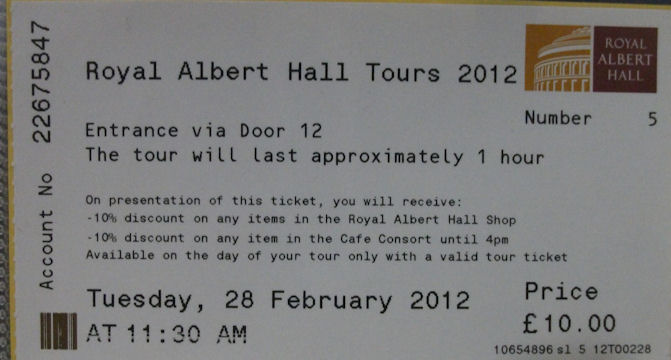 Account No 22675847
Royal Albert Hall Tours 2012
ROYAL
ALBERT
HALL
Number 5
Entrance via Door 12
The tour will last approximately 1 hour
On presentation of this ticket, you will receive:
-10% discount on any items in the Royal Albert Hall Shop
-10% discount on any item in the Cafe Consort until 4pm
Available on the day of your tour only with a valid tour ticket
Tuesday, 28 February 2012
AT 11:30 AM
Price
£10.00
10654896 sl 5 12T00228